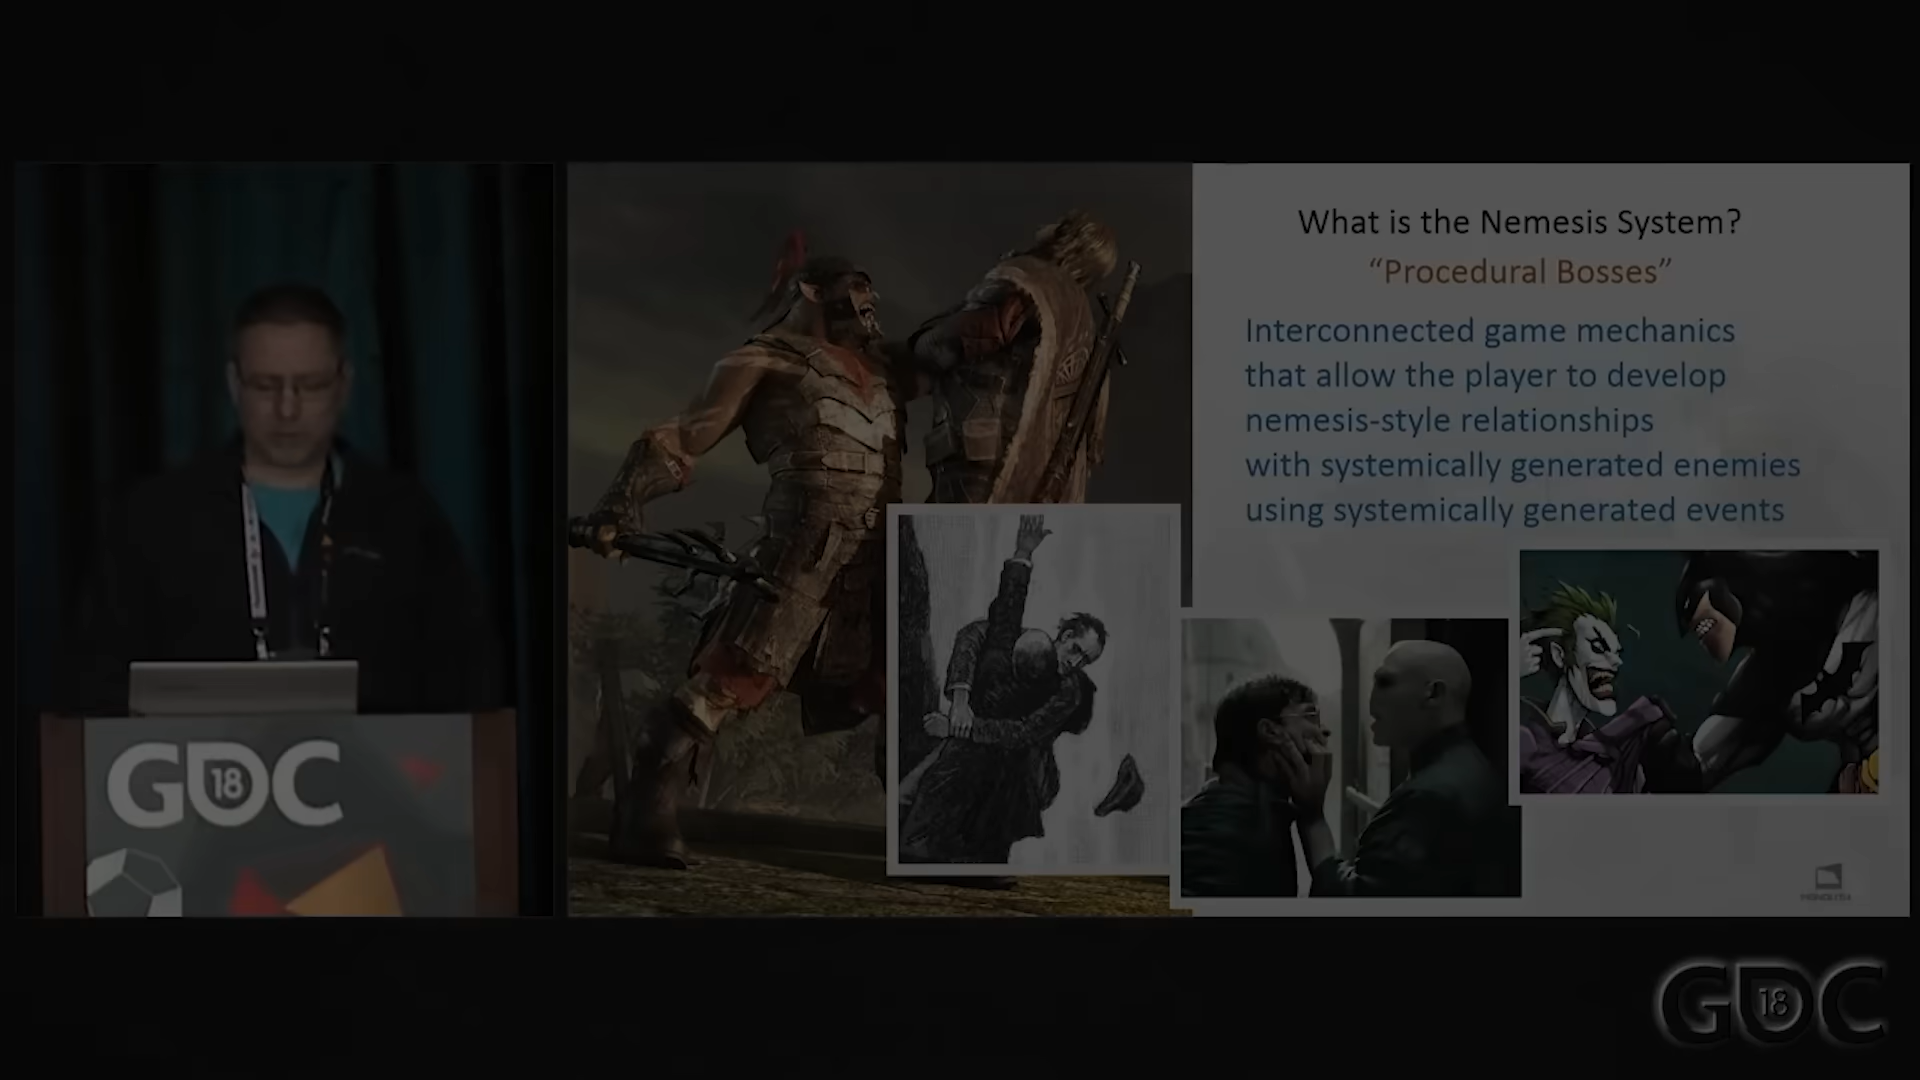 What is the Nemesis System?
“Procedural Bosses”
Interconnected game mechanics
that allow the player to develop
nemesis-style relationships
with systemically generated enemies
using systemically generated events
GDC
18
GDC
18